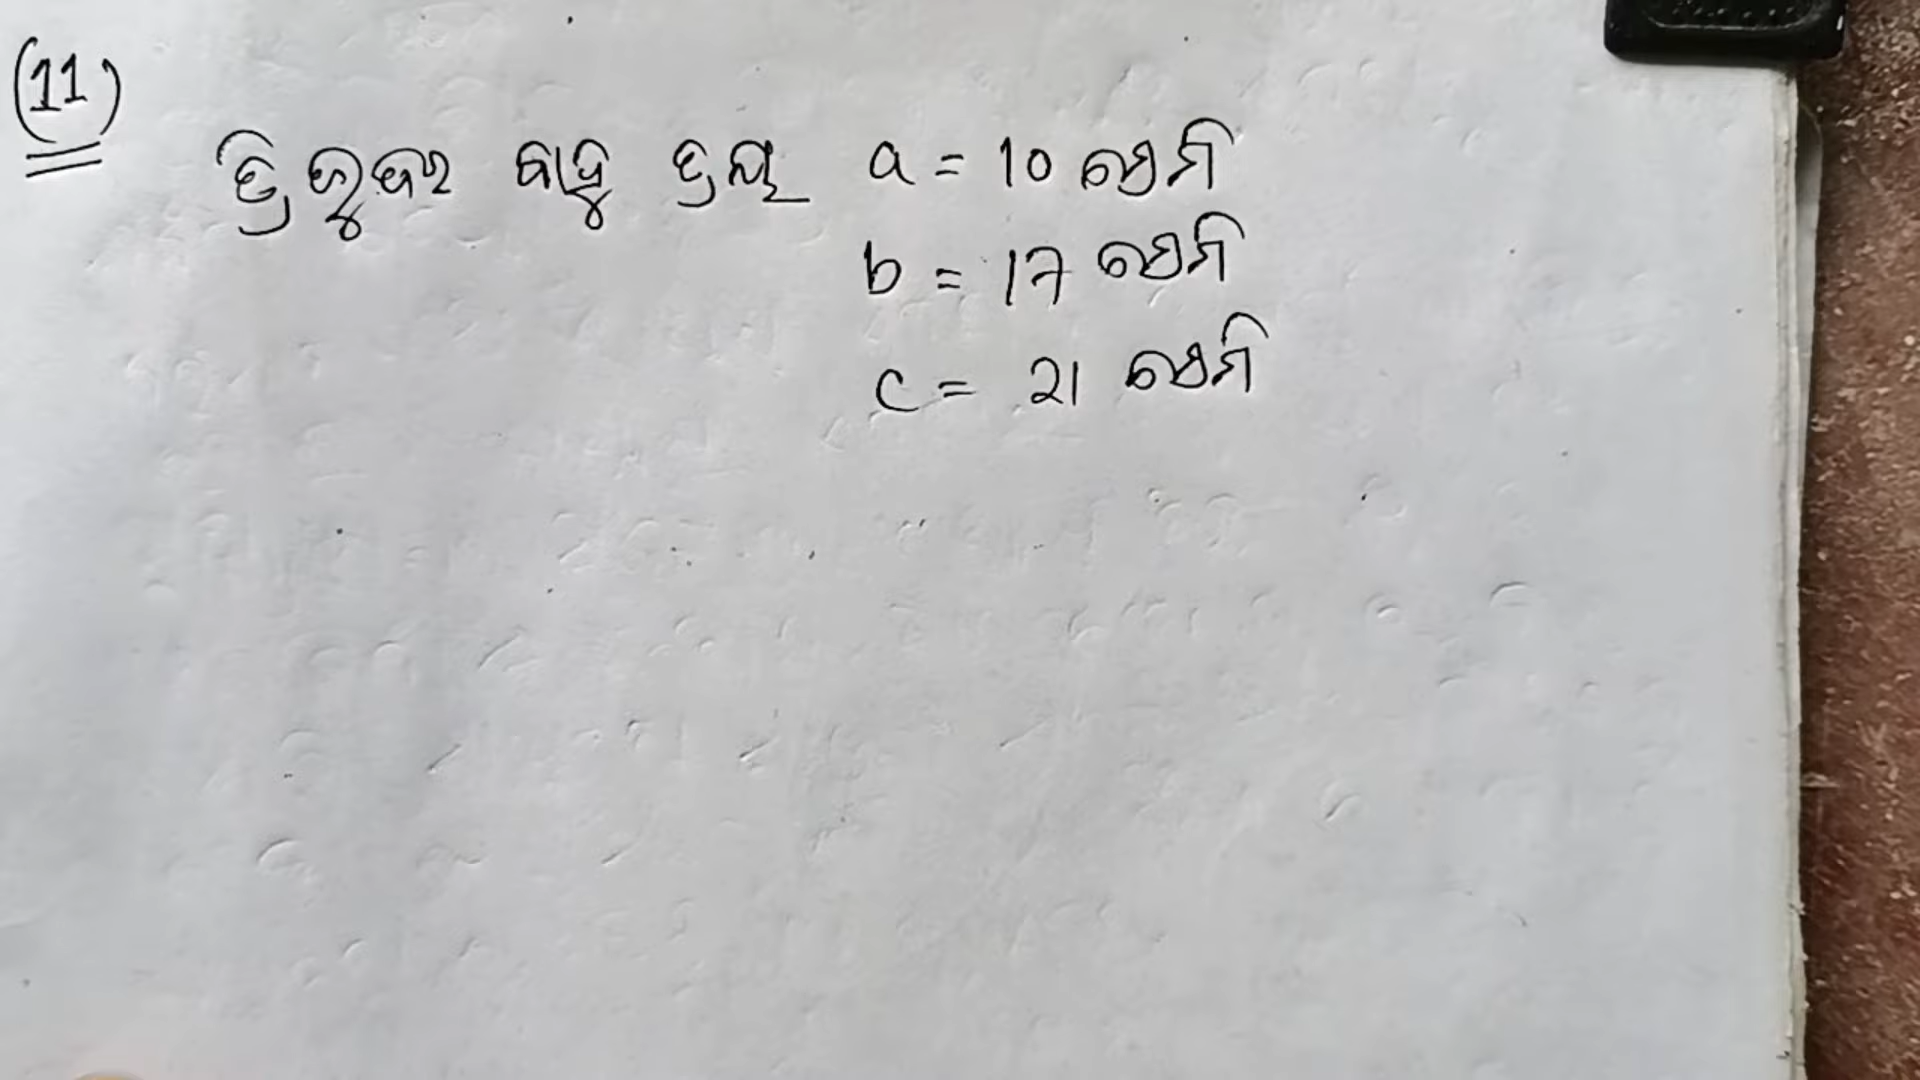 (11)
ତ୍ରିଭୁଜର ବାହୁ ତ୍ରୟ a = 10 ସେମି
b = 17 ସେମି
c = 21 ସେମି